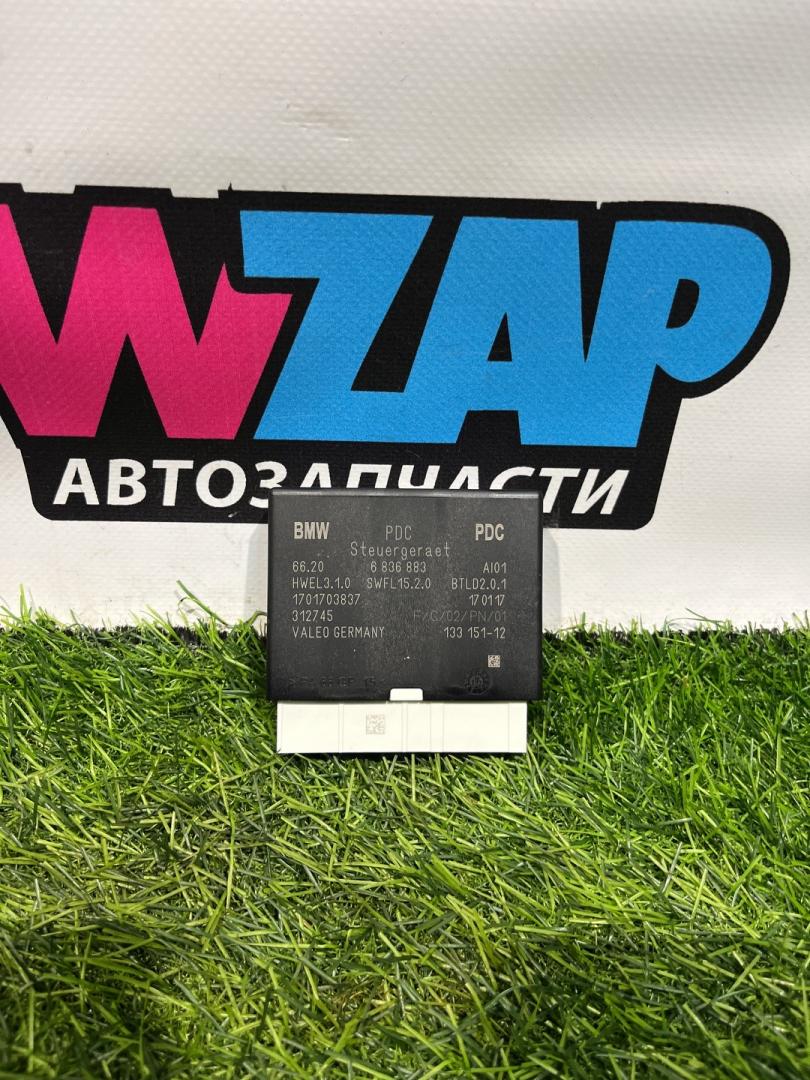 WZAP
АВТОЗАПЧАСТИ
BMW PDC PDC
Steuergeraet
66.20 6 836 883 AI01
HWEL3.1.0 SWFL15.2.0 BTLD2.0.1
1701703837 170117
312745 F/G/02/PN/01
VALEO GERMANY 133 151-12